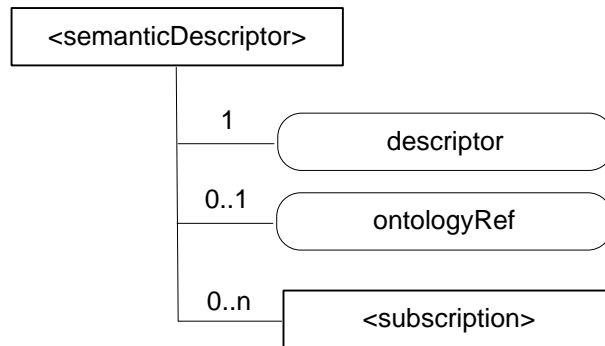 <semanticDescriptor>
1
descriptor
0..1
ontologyRef
0..n
<subscription>